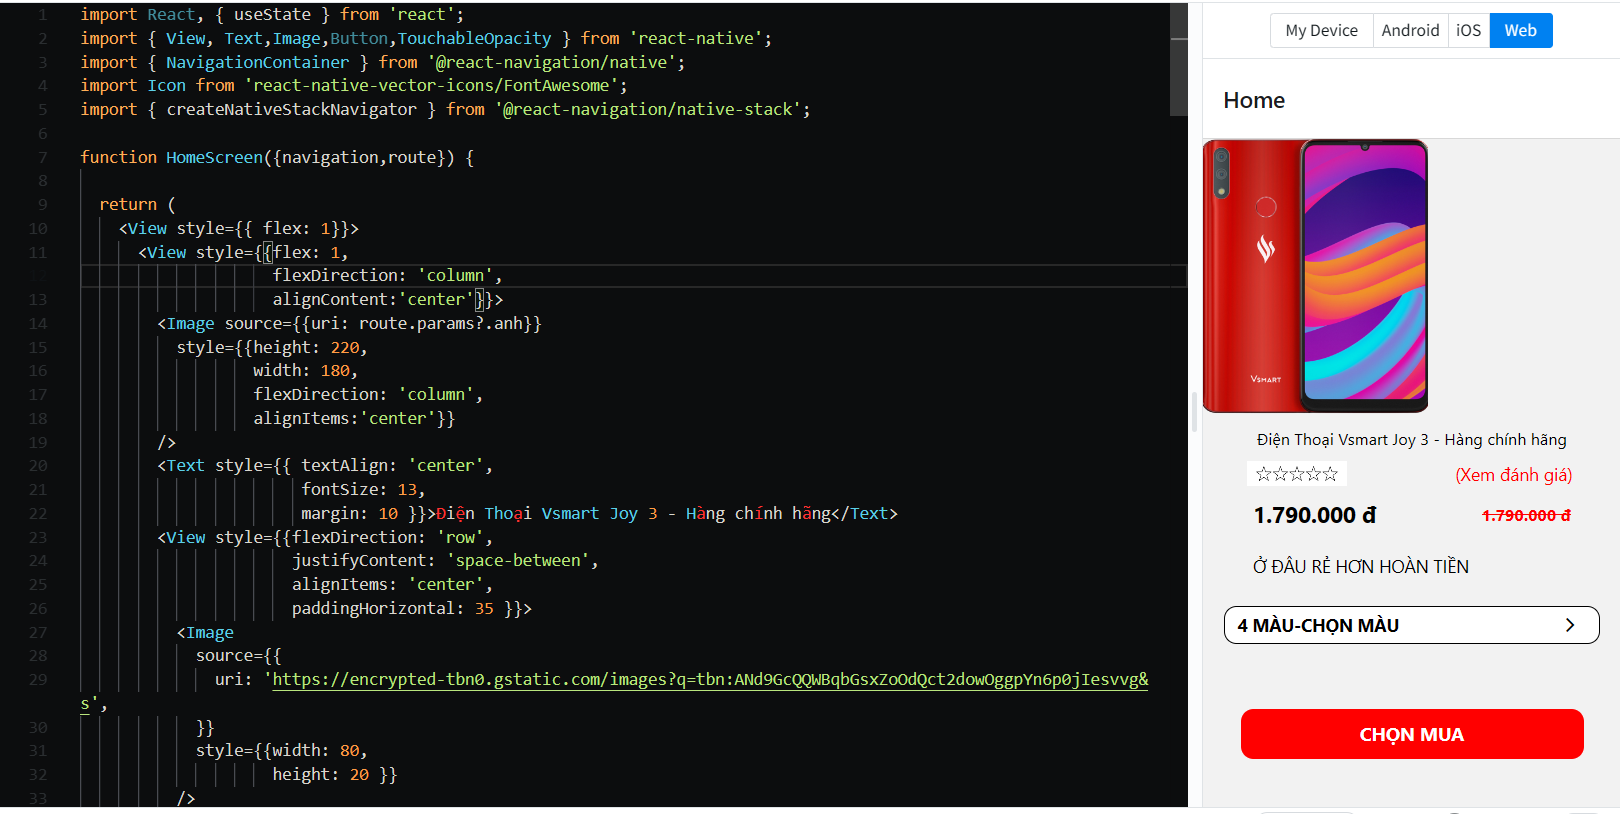 1 import React, { useState } from 'react';
2 import { View, Text,Image,Button,TouchableOpacity } from 'react-native';
3 import { NavigationContainer } from '@react-navigation/native';
4 import Icon from 'react-native-vector-icons/FontAwesome';
5 import { createNativeStackNavigator } from '@react-navigation/native-stack';
6
7 function HomeScreen({navigation,route}) {
8
9 return (
10 <View style={{ flex: 1}}>
11 <View style={{flex: 1,
12 flexDirection: 'column',
13 alignContent:'center'}}>
14 <Image source={{uri: route.params?.anh}}
15 style={{height: 220,
16 width: 180,
17 flexDirection: 'column',
18 alignItems:'center'}}
19 />
20 <Text style={{ textAlign: 'center',
21 fontSize: 13,
22 margin: 10 }}>Điện Thoại Vsmart Joy 3 - Hàng chính hãng</Text>
23 <View style={{flexDirection: 'row',
24 justifyContent: 'space-between',
25 alignItems: 'center',
26 paddingHorizontal: 35 }}>
27 <Image
28 source={{
29 uri: 'https://encrypted-tbn0.gstatic.com/images?q=tbn:ANd9GcQQWBqbGsxZoOdQct2dowOggpYn6p0jIesvvg&
s',
30 }}
31 style={{width: 80,
32 height: 20 }}
33 />
My Device Android iOS Web
Home
VSMART
Điện Thoại Vsmart Joy 3 - Hàng chính hãng
☆☆☆☆☆ (Xem đánh giá)
1.790.000 đ 1.790.000 đ
Ở ĐÂU RẺ HƠN HOÀN TIỀN
4 MÀU-CHỌN MÀU
CHỌN MUA